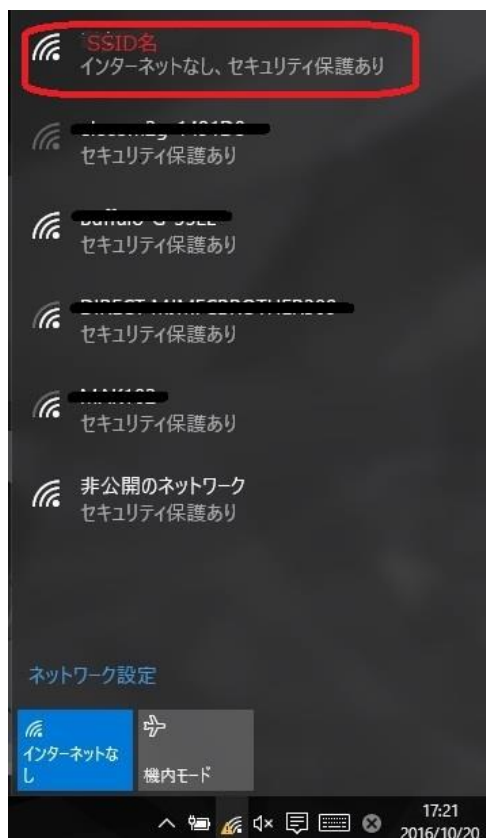 SSID名
インターネットなし、セキュリティ保護あり
セキュリティ保護あり
セキュリティ保護あり
セキュリティ保護あり
セキュリティ保護あり
非公開のネットワーク
セキュリティ保護あり
ネットワーク設定
インターネットな
し
機内モード
17:21
2016/10/20